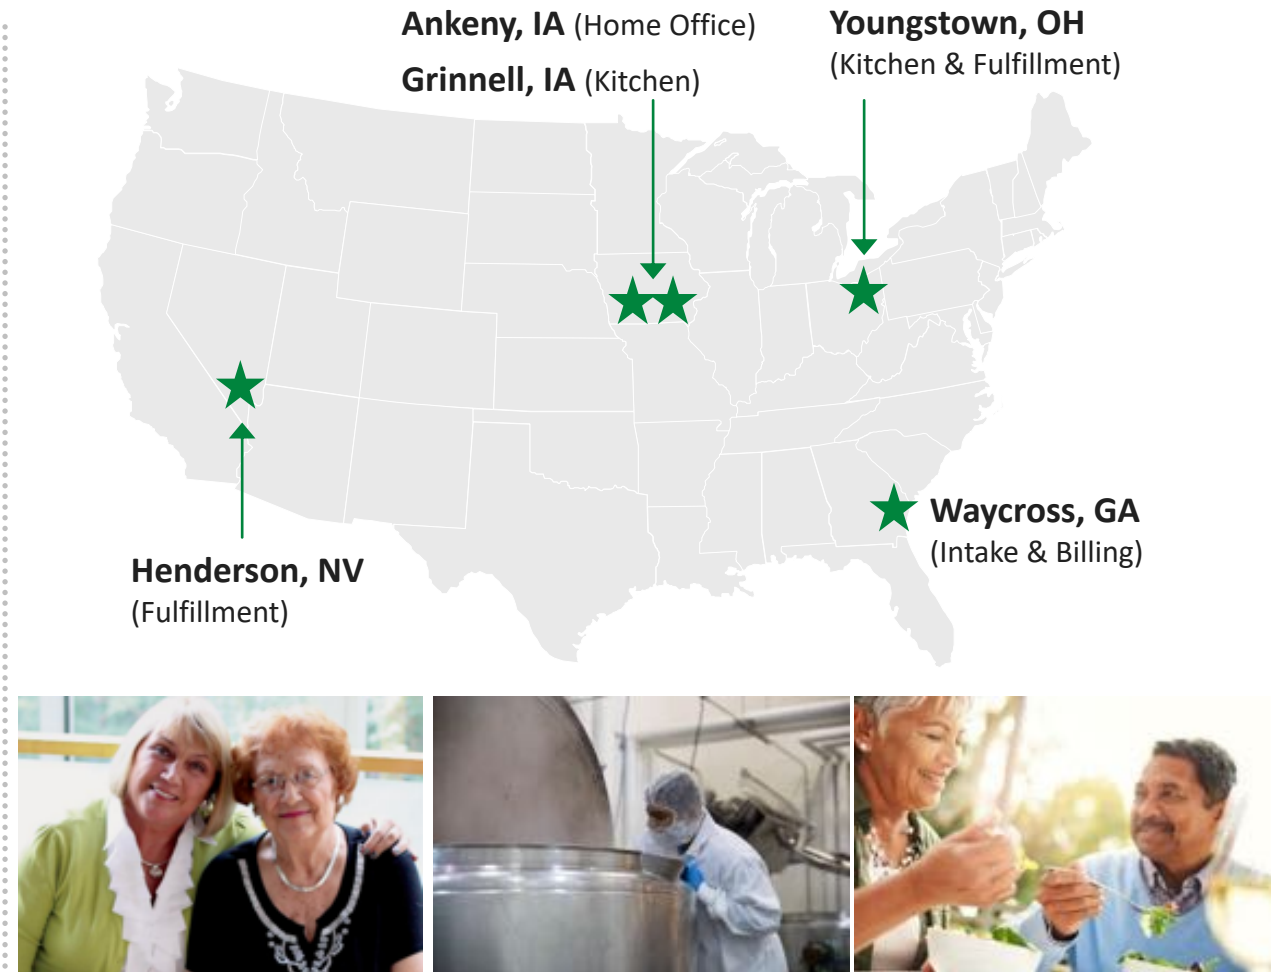 Ankeny, IA (Home Office)
Grinnell, IA (Kitchen)
Youngstown, OH
(Kitchen & Fulfillment)
Henderson, NV
(Fulfillment)
Waycross, GA
(Intake & Billing)